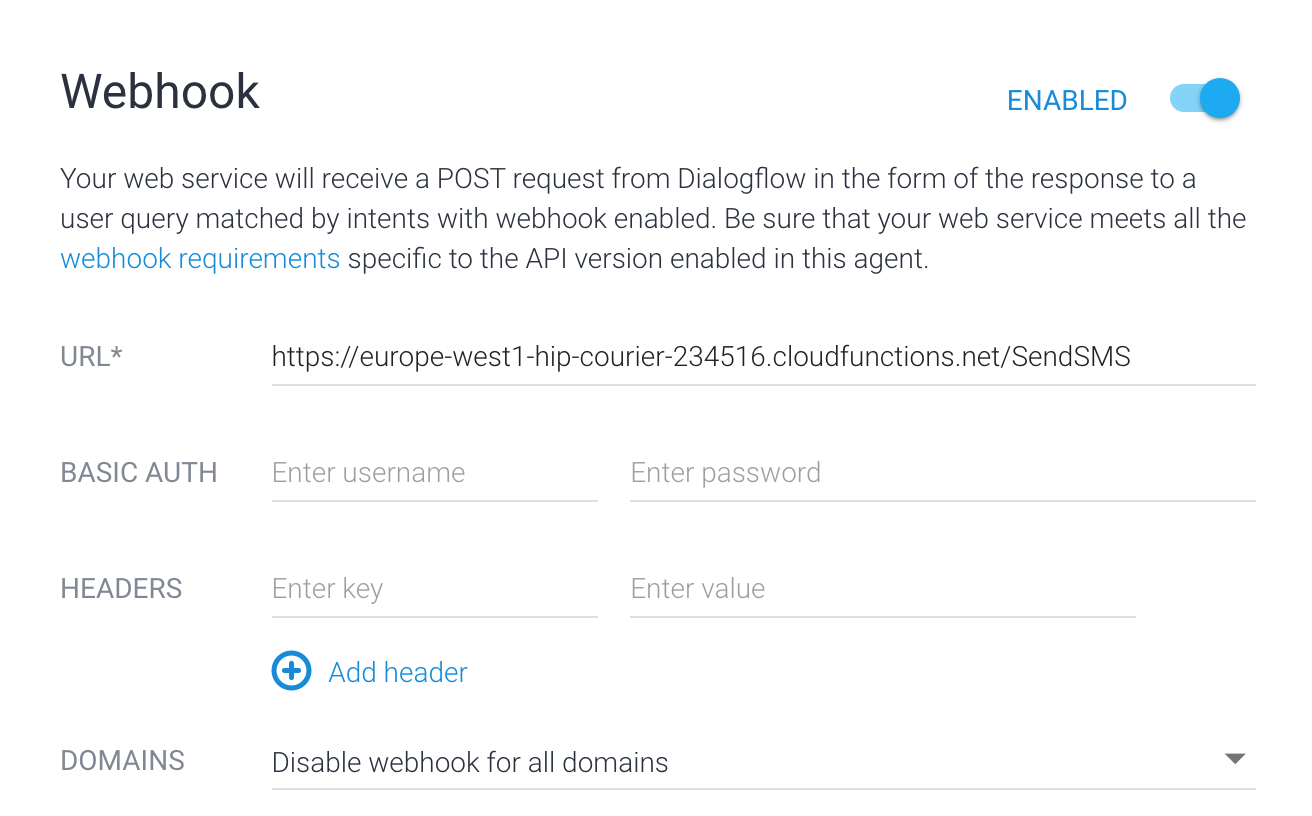 Webhook
ENABLED
Your web service will receive a POST request from Dialogflow in the form of the response to a
user query matched by intents with webhook enabled. Be sure that your web service meets all the
webhook requirements specific to the API version enabled in this agent.
URL* https://europe-west1-hip-courier-234516.cloudfunctions.net/SendSMS
BASIC AUTH Enter username Enter password
HEADERS Enter key Enter value
Add header
DOMAINS Disable webhook for all domains